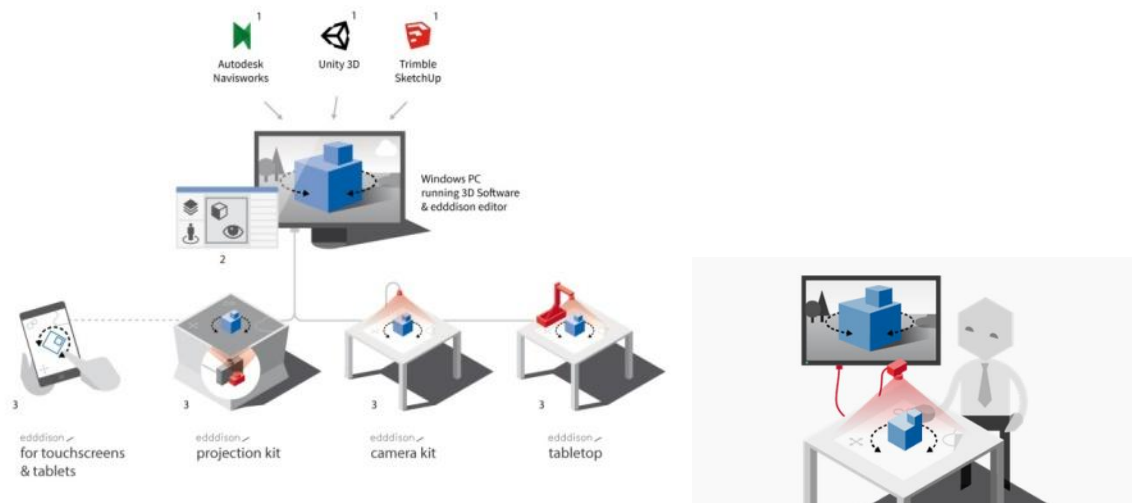 1
1
1
Autodesk
Navisworks
Unity 3D
Trimble
SketchUp
Windows PC
running 3D Software
& edddison editor
2
3
3
3
3
edddison
for touchscreens
& tablets
edddison
projection kit
edddison
camera kit
edddison
tabletop